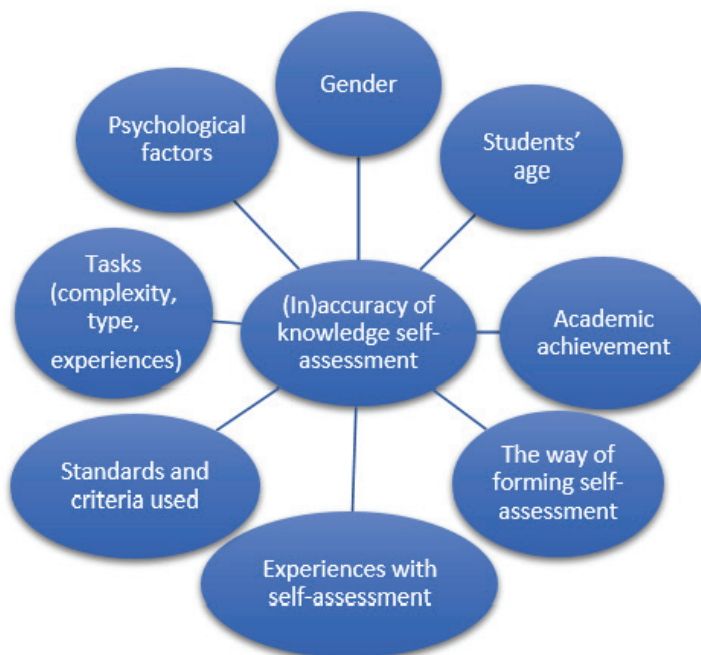 Gender
Psychological
factors
Students’
age
Tasks
(complexity,
type,
experiences)
(In)accuracy of
knowledge self-
assessment
Academic
achievement
Standards and
criteria used
The way of
forming self-
assessment
Experiences with
self-assessment